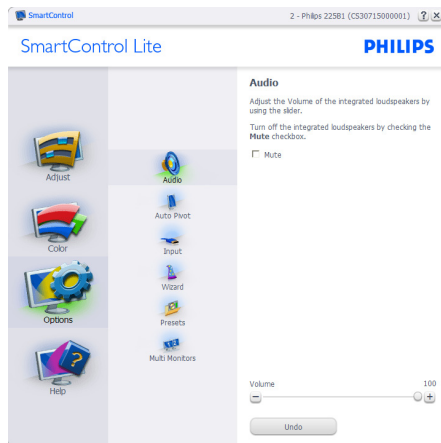 SmartControl
2 - Philips 225B1 (CS30715000001)
SmartControl Lite
PHILIPS
Adjust
Color
Options
Help
Audio
Auto Pivot
Input
Wizard
Presets
Multi Monitors
Audio
Adjust the Volume of the integrated loudspeakers by
using the slider.
Turn off the integrated loudspeakers by checking the
Mute checkbox.
Mute
Volume 100
Undo